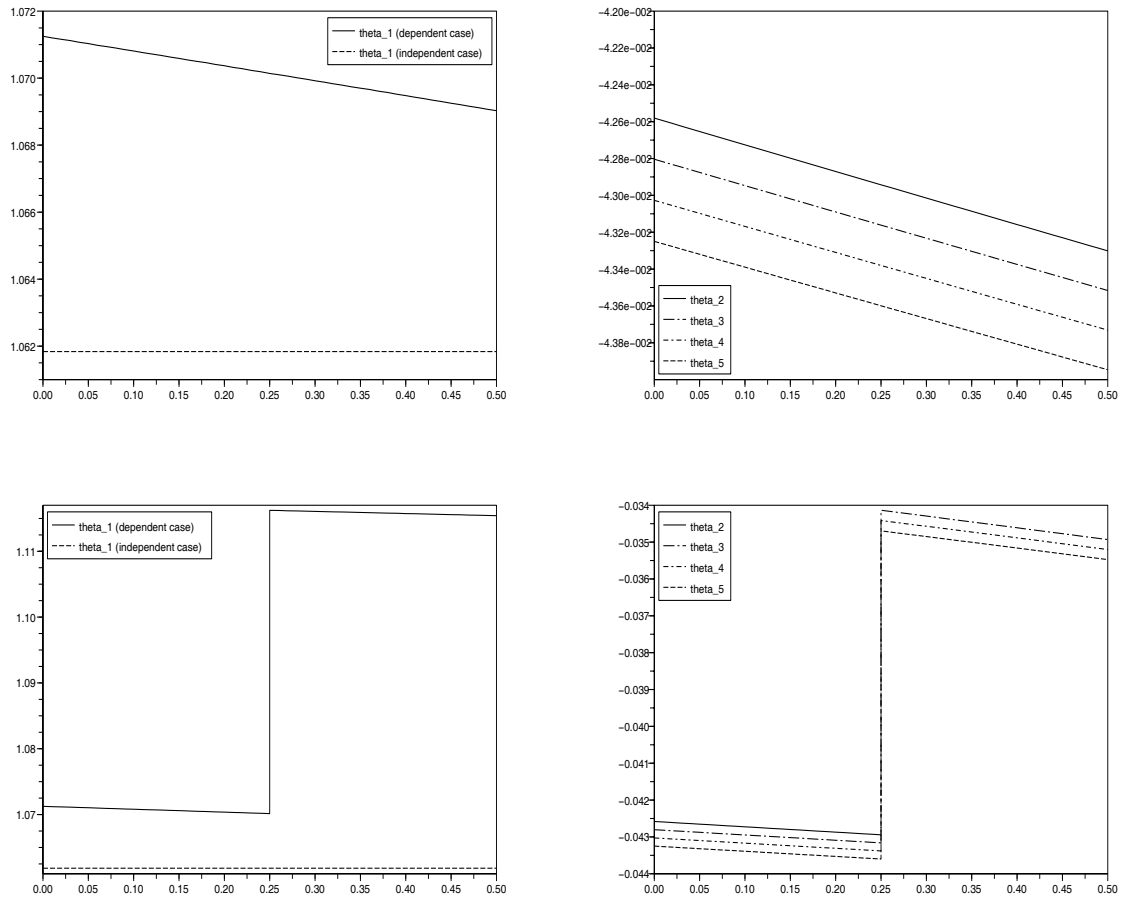 1.072
1.070
1.068
1.066
1.064
1.062
0.00 0.05 0.10 0.15 0.20 0.25 0.30 0.35 0.40 0.45 0.50
theta_1 (dependent case)
theta_1 (independent case)
−4.20e−002
−4.22e−002
−4.24e−002
−4.26e−002
−4.28e−002
−4.30e−002
−4.32e−002
−4.34e−002
−4.36e−002
−4.38e−002
0.00 0.05 0.10 0.15 0.20 0.25 0.30 0.35 0.40 0.45 0.50
theta_2
theta_3
theta_4
theta_5
1.11
1.10
1.09
1.08
1.07
0.00 0.05 0.10 0.15 0.20 0.25 0.30 0.35 0.40 0.45 0.50
theta_1 (dependent case)
theta_1 (independent case)
−0.034
−0.035
−0.036
−0.037
−0.038
−0.039
−0.040
−0.041
−0.042
−0.043
−0.044
0.00 0.05 0.10 0.15 0.20 0.25 0.30 0.35 0.40 0.45 0.50
theta_2
theta_3
theta_4
theta_5